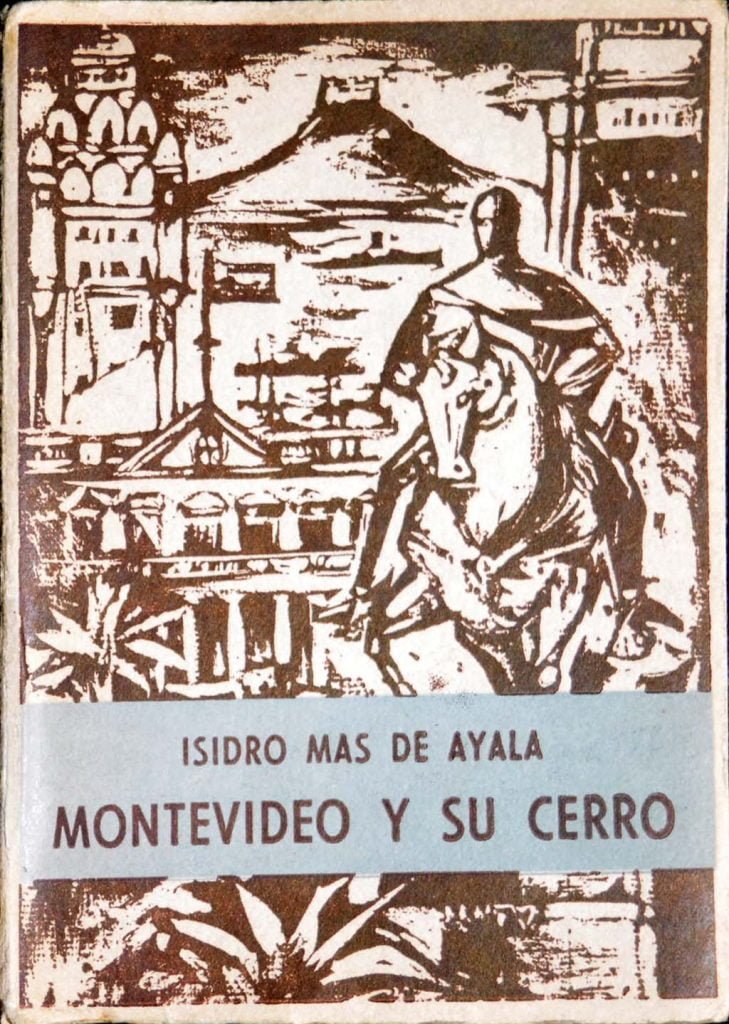 ISIDRO MAS DE AYALA
MONTEVIDEO Y SU CERRO